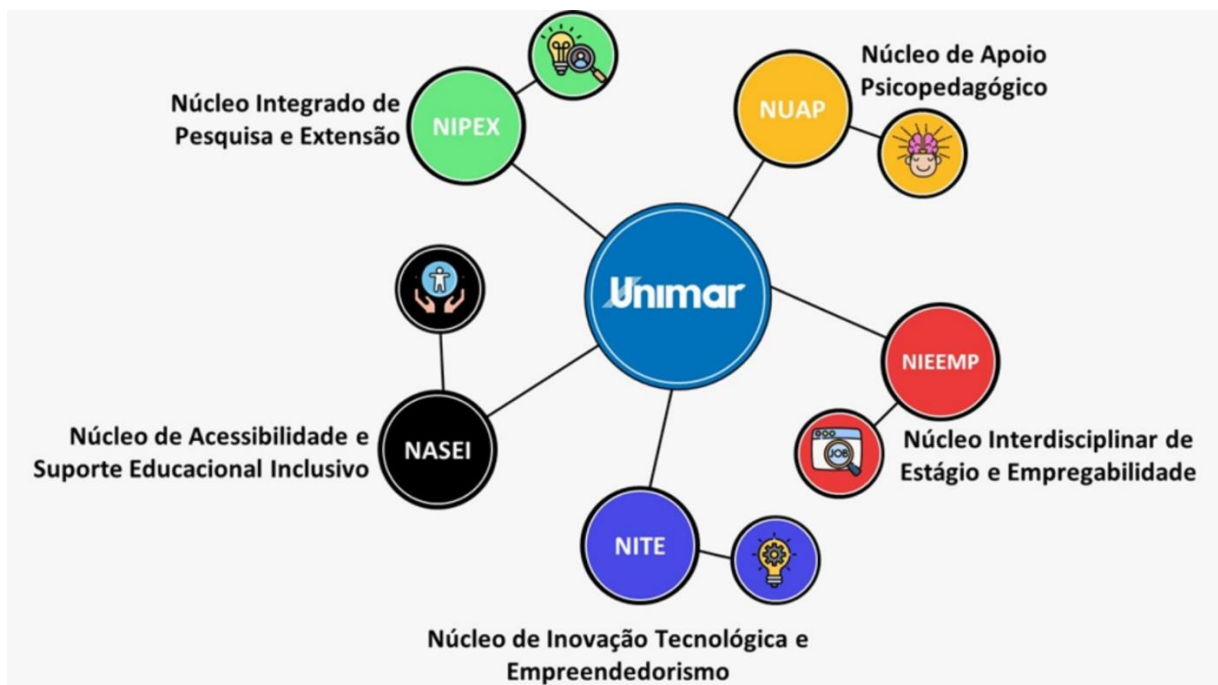 Núcleo Integrado de
Pesquisa e Extensão
NIPEX
NUAP
Núcleo de Apoio
Psicopedagógico
Unimar
NIEEMP
JOB
Núcleo Interdisciplinar de
Estágio e Empregabilidade
Núcleo de Acessibilidade e
Suporte Educacional Inclusivo
NASEI
NITE
Núcleo de Inovação Tecnológica e
Empreendedorismo